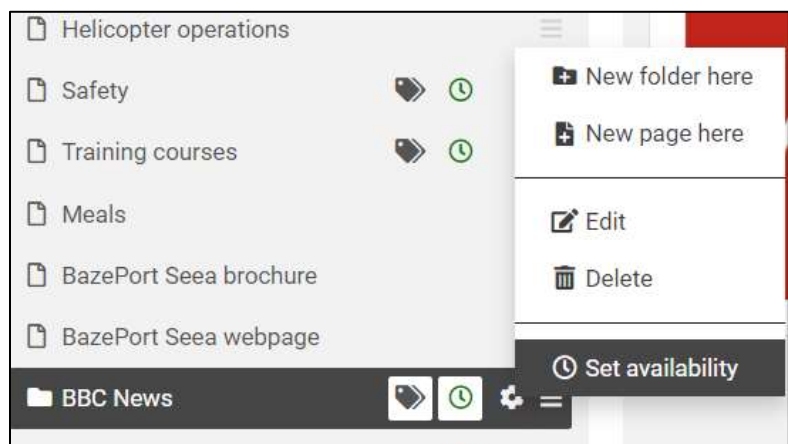 Helicopter operations
Safety
Training courses
Meals
BazePort Seea brochure
BazePort Seea webpage
BBC News
New folder here
New page here
Edit
Delete
Set availability